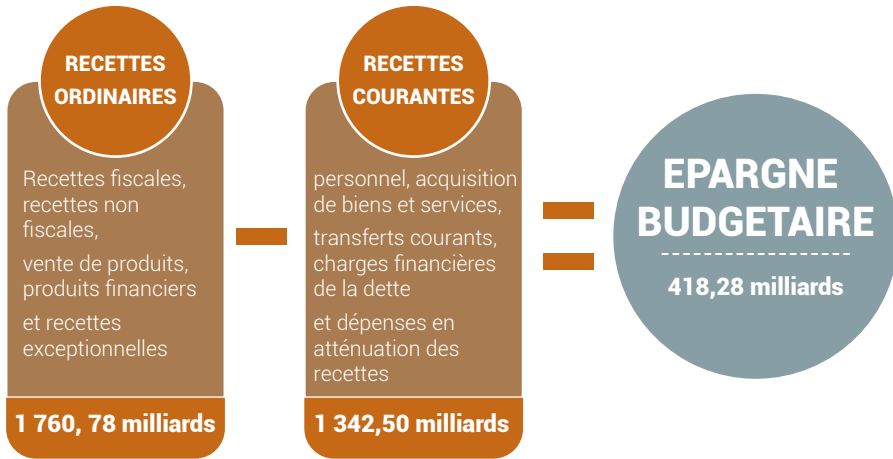 RECETTES
ORDINAIRES
Recettes fiscales,
recettes non
fiscales,
vente de produits,
produits financiers
et recettes
exceptionnelles
1 760, 78 milliards
RECETTES
COURANTES
personnel, acquisition
de biens et services,
transferts courants,
charges financières
de la dette
et dépenses en
atténuation des
recettes
1 342,50 milliards
EPARGNE
BUDGETAIRE
418,28 milliards